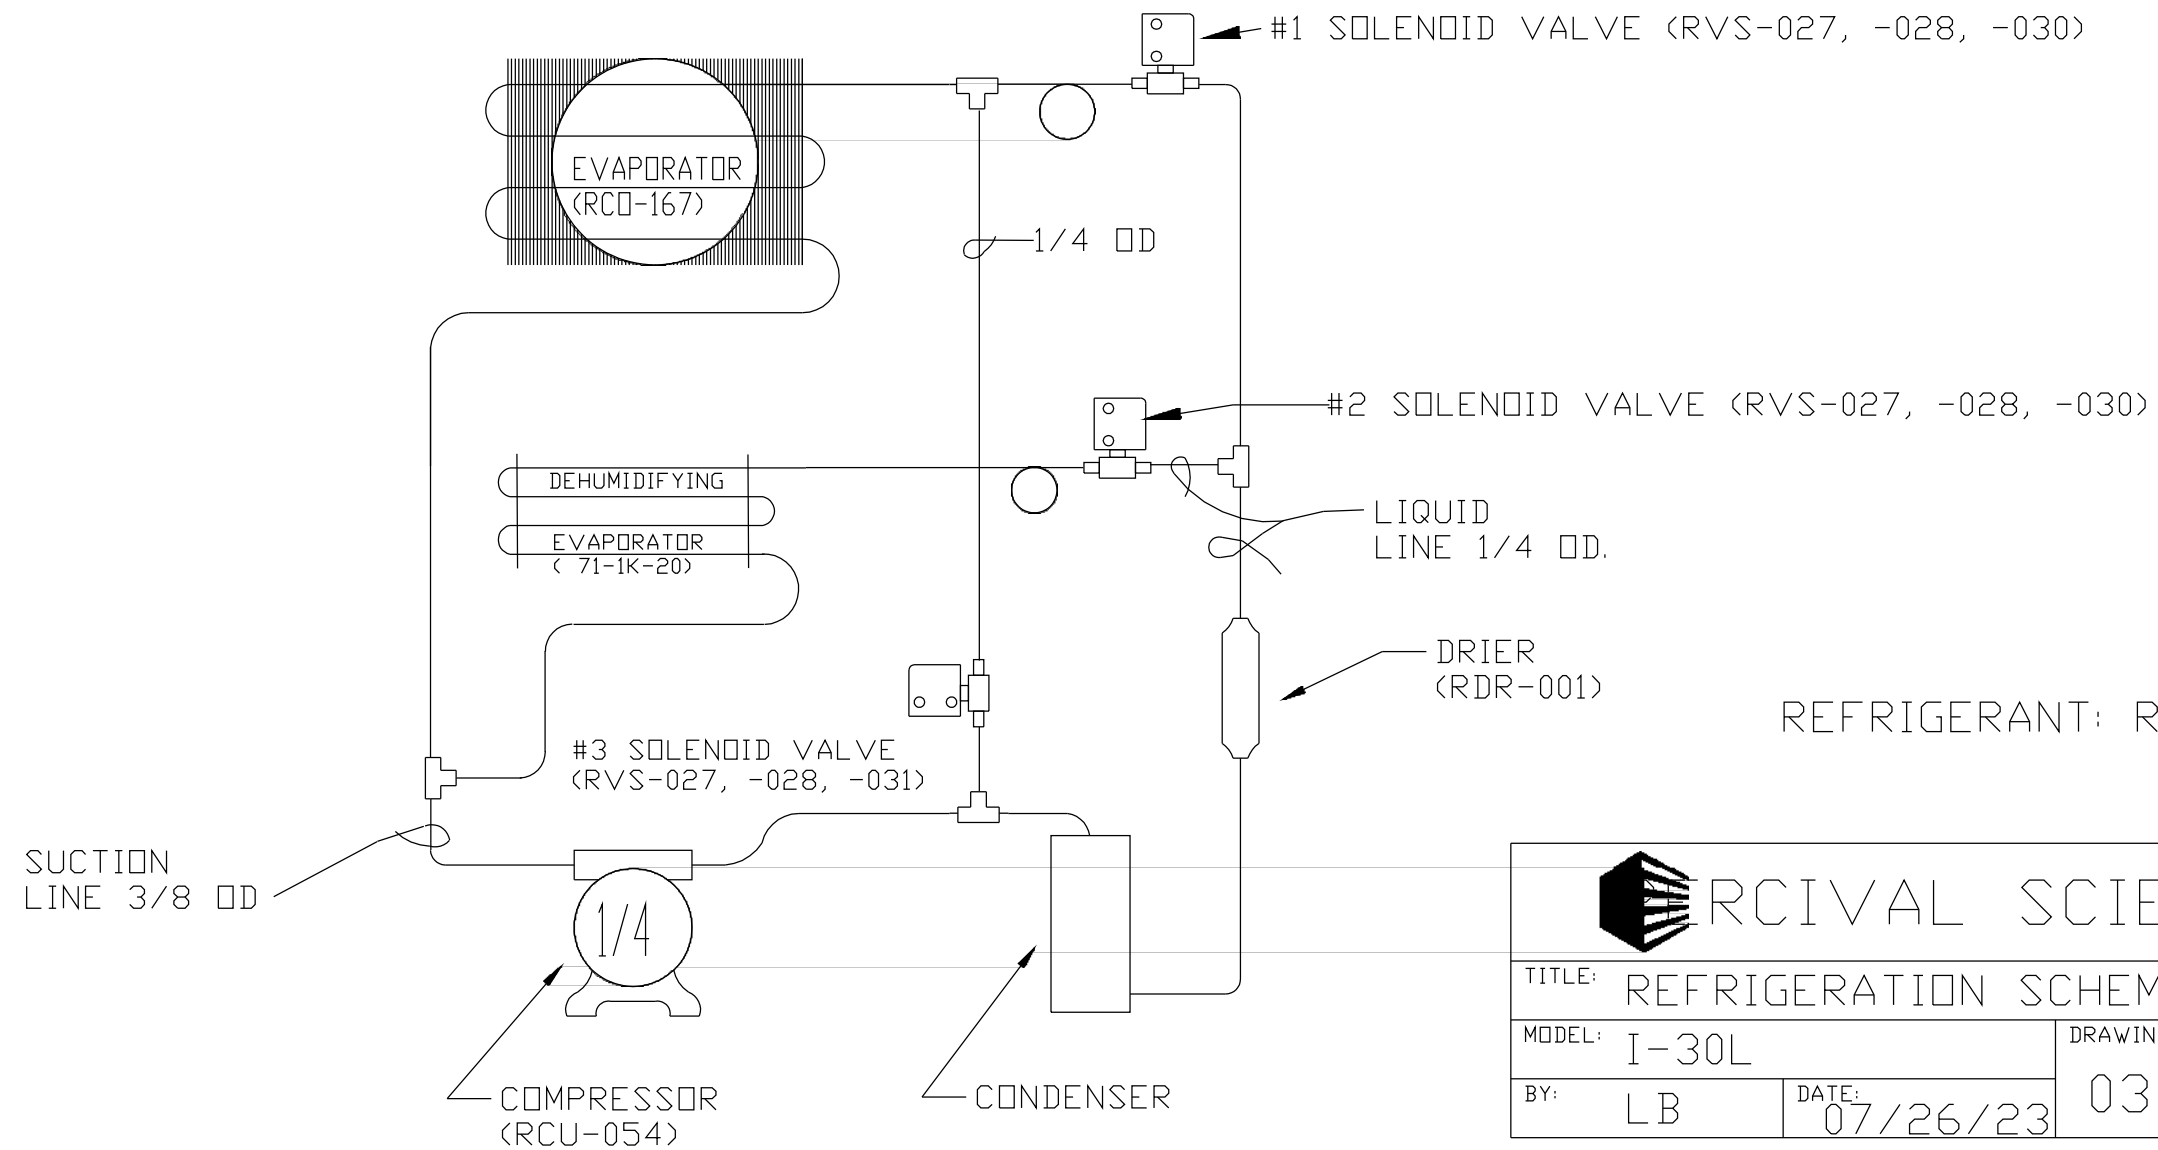 #1 SOLENOID VALVE (RVS-027, -028, -030)
EVAPORATOR
(RCO-167)
1/4 OD
#2 SOLENOID VALVE (RVS-027, -028, -030)
DEHUMIDIFYING
EVAPORATOR
( 71-1K-20)
LIQUID
LINE 1/4 OD.
DRIER
(RDR-001)
REFRIGERANT: R
#3 SOLENOID VALVE
(RVS-027, -028, -031)
SUCTION
LINE 3/8 OD
1/4
COMPRESSOR
(RCU-054)
CONDENSER
PERCIVAL SCIE
TITLE: REFRIGERATION SCHEM
MODEL: I-30L
DRAWIN
03
BY: LB
DATE: 07/26/23